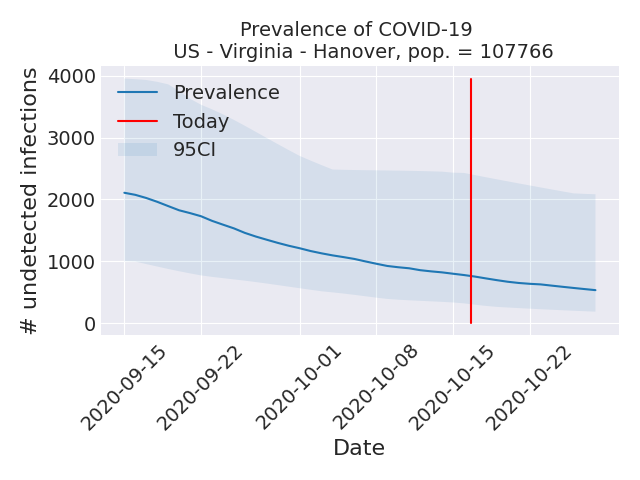 Prevalence of COVID-19
US - Virginia - Hanover, pop. = 107766
# undetected infections
4000
3000
2000
1000
0
Prevalence
Today
95CI
2020-09-15
2020-09-22
2020-10-01
2020-10-08
2020-10-15
2020-10-22
Date